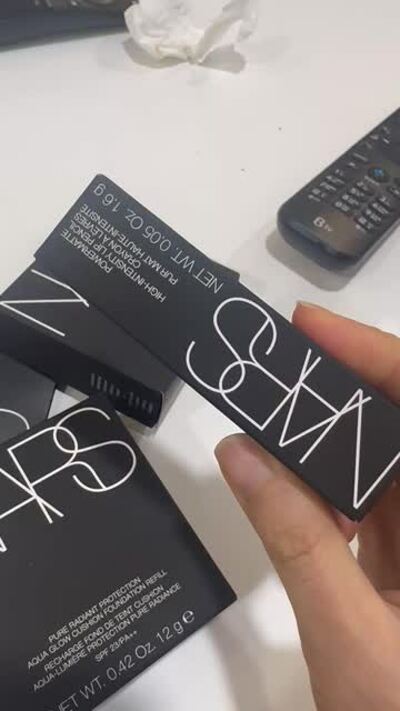 POWERMATTE
HIGH-INTENSITY LIP PENCIL
CRAYON À LÈVRES
PUR MAT HAUTE-INTENSITÉ
NET WT. 0.05 Oz. 1,6 g
NARS
N
ARS
PURE RADIANT PROTECTION
AQUA GLOW CUSHION FOUNDATION REFILL
RECHARGE FOND DE TEINT CUSHION
AQUA-LUMIÈRE PROTECTION PURE RADIANCE
SPF 23/PA++
NET WT. 0.42 Oz. 12 g e
B tv